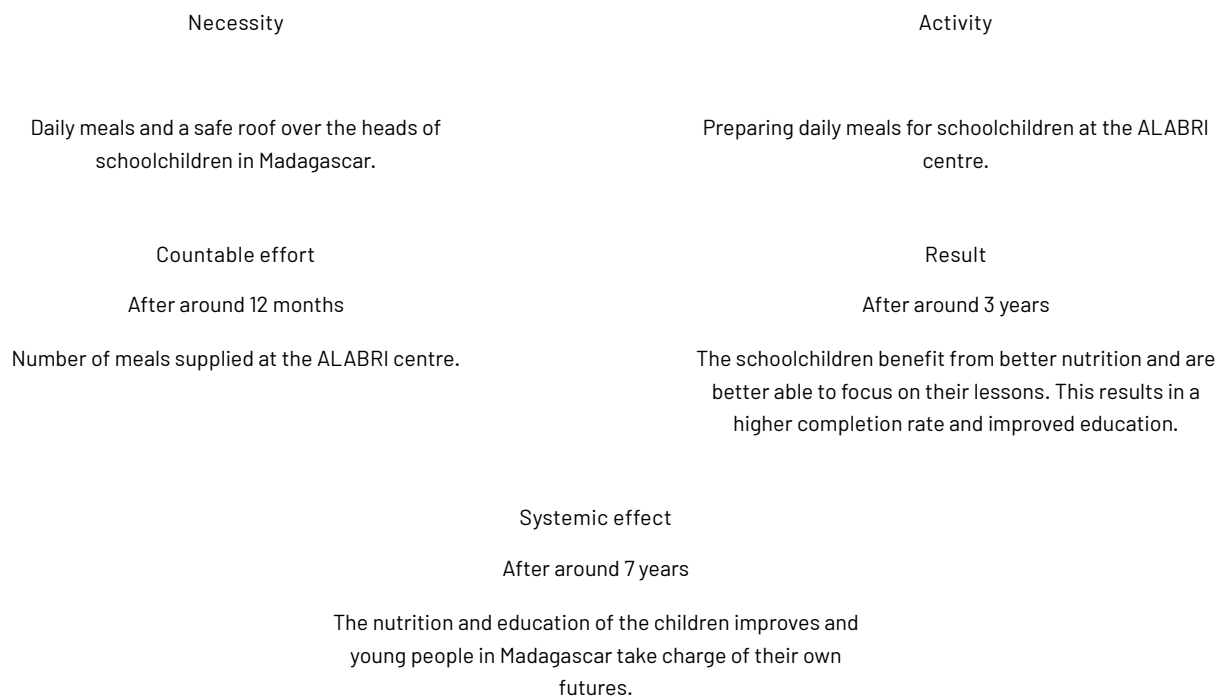 Necessity
Daily meals and a safe roof over the heads of
schoolchildren in Madagascar.
Activity
Preparing daily meals for schoolchildren at the ALABRI
centre.
Countable effort
After around 12 months
Number of meals supplied at the ALABRI centre.
Result
After around 3 years
The schoolchildren benefit from better nutrition and are
better able to focus on their lessons. This results in a
higher completion rate and improved education.
Systemic effect
After around 7 years
The nutrition and education of the children improves and
young people in Madagascar take charge of their own
futures.